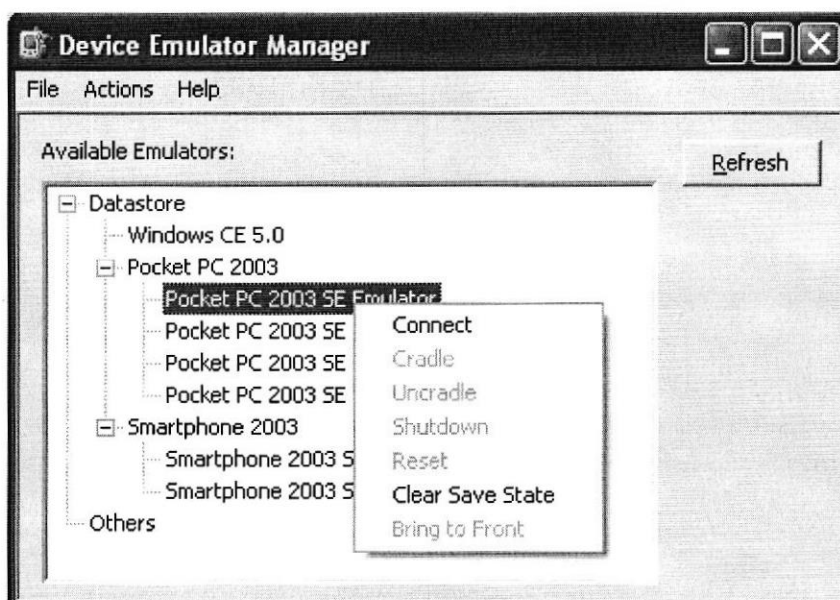 Device Emulator Manager
File Actions Help
Available Emulators:
Refresh
Datastore
Windows CE 5.0
Pocket PC 2003
Pocket PC 2003 SE Emulator
Pocket PC 2003 SE
Pocket PC 2003 SE
Pocket PC 2003 SE
Smartphone 2003
Smartphone 2003 S
Smartphone 2003 S
Others
Connect
Cradle
Uncradle
Shutdown
Reset
Clear Save State
Bring to Front